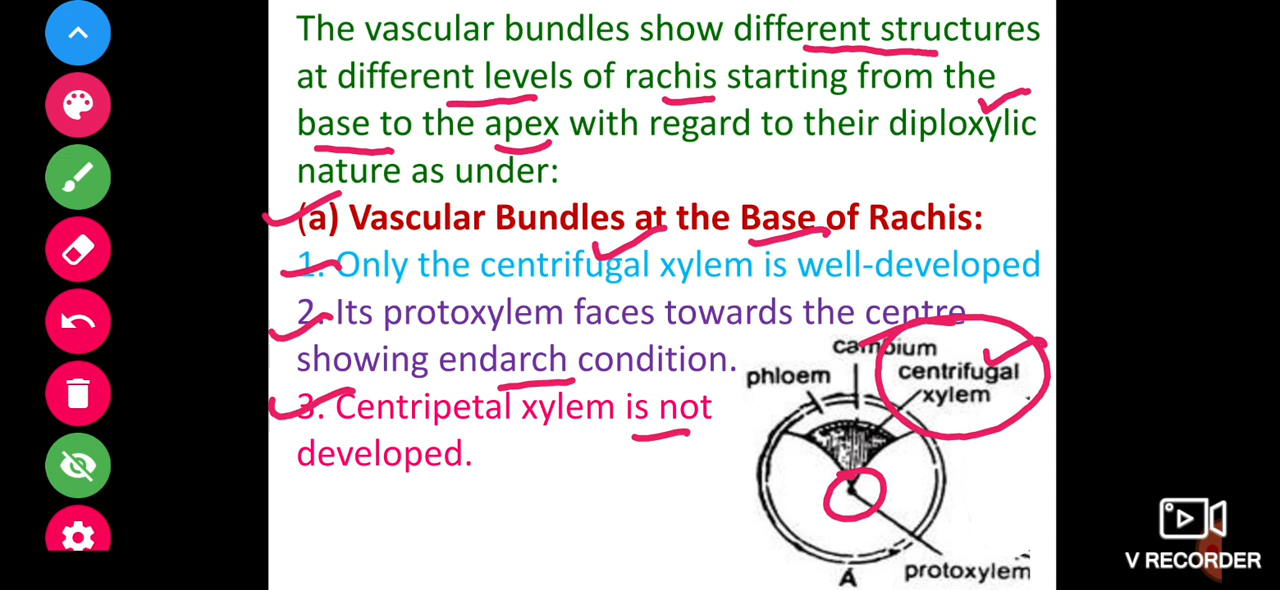 The vascular bundles show different structures
at different levels of rachis starting from the
base to the apex with regard to their diploxylic
nature as under:
(a) Vascular Bundles at the Base of Rachis:
1. Only the centrifugal xylem is well-developed
2. Its protoxylem faces towards the centre
showing endarch condition.
3. Centripetal xylem is not
developed.
cambium
phloem
centrifugal
xylem
protoxylem
A
V RECORDER